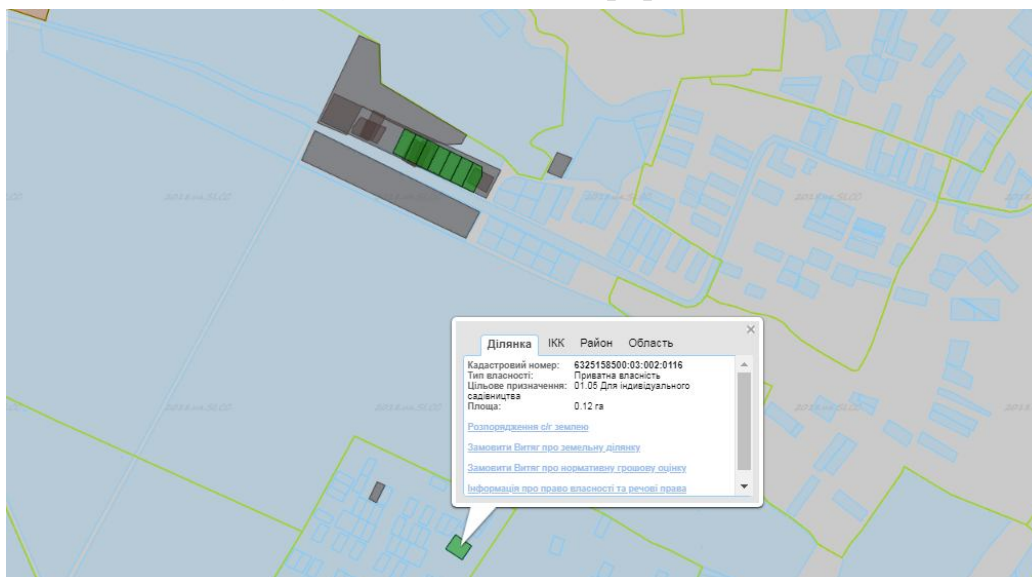 Ділянка ІКК Район Область
Кадастровий номер: 6325158500:03:002:0116
Тип власності: Приватна власність
Цільове призначення: 01.05 Для індивідуального
садівництва
Площа: 0.12 га
Розпорядження с/г землею
Замовити Витяг про земельну ділянку
Замовити Витяг про нормативну грошову оцінку
Інформація про право власності та речові права